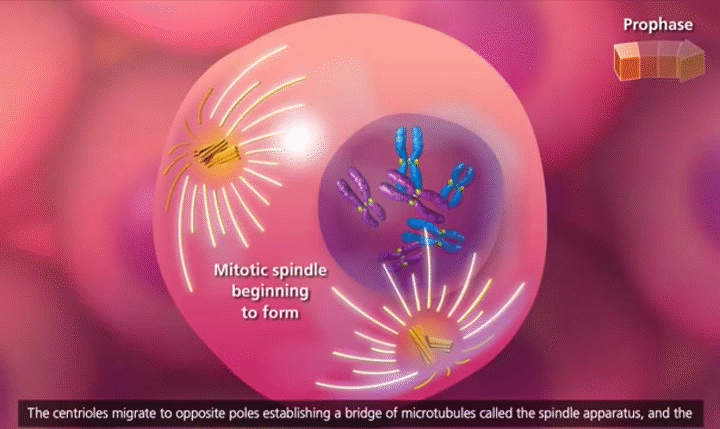 Prophase
Mitotic spindle
beginning
to form
The centrioles migrate to opposite poles establishing a bridge of microtubules called the spindle apparatus, and the